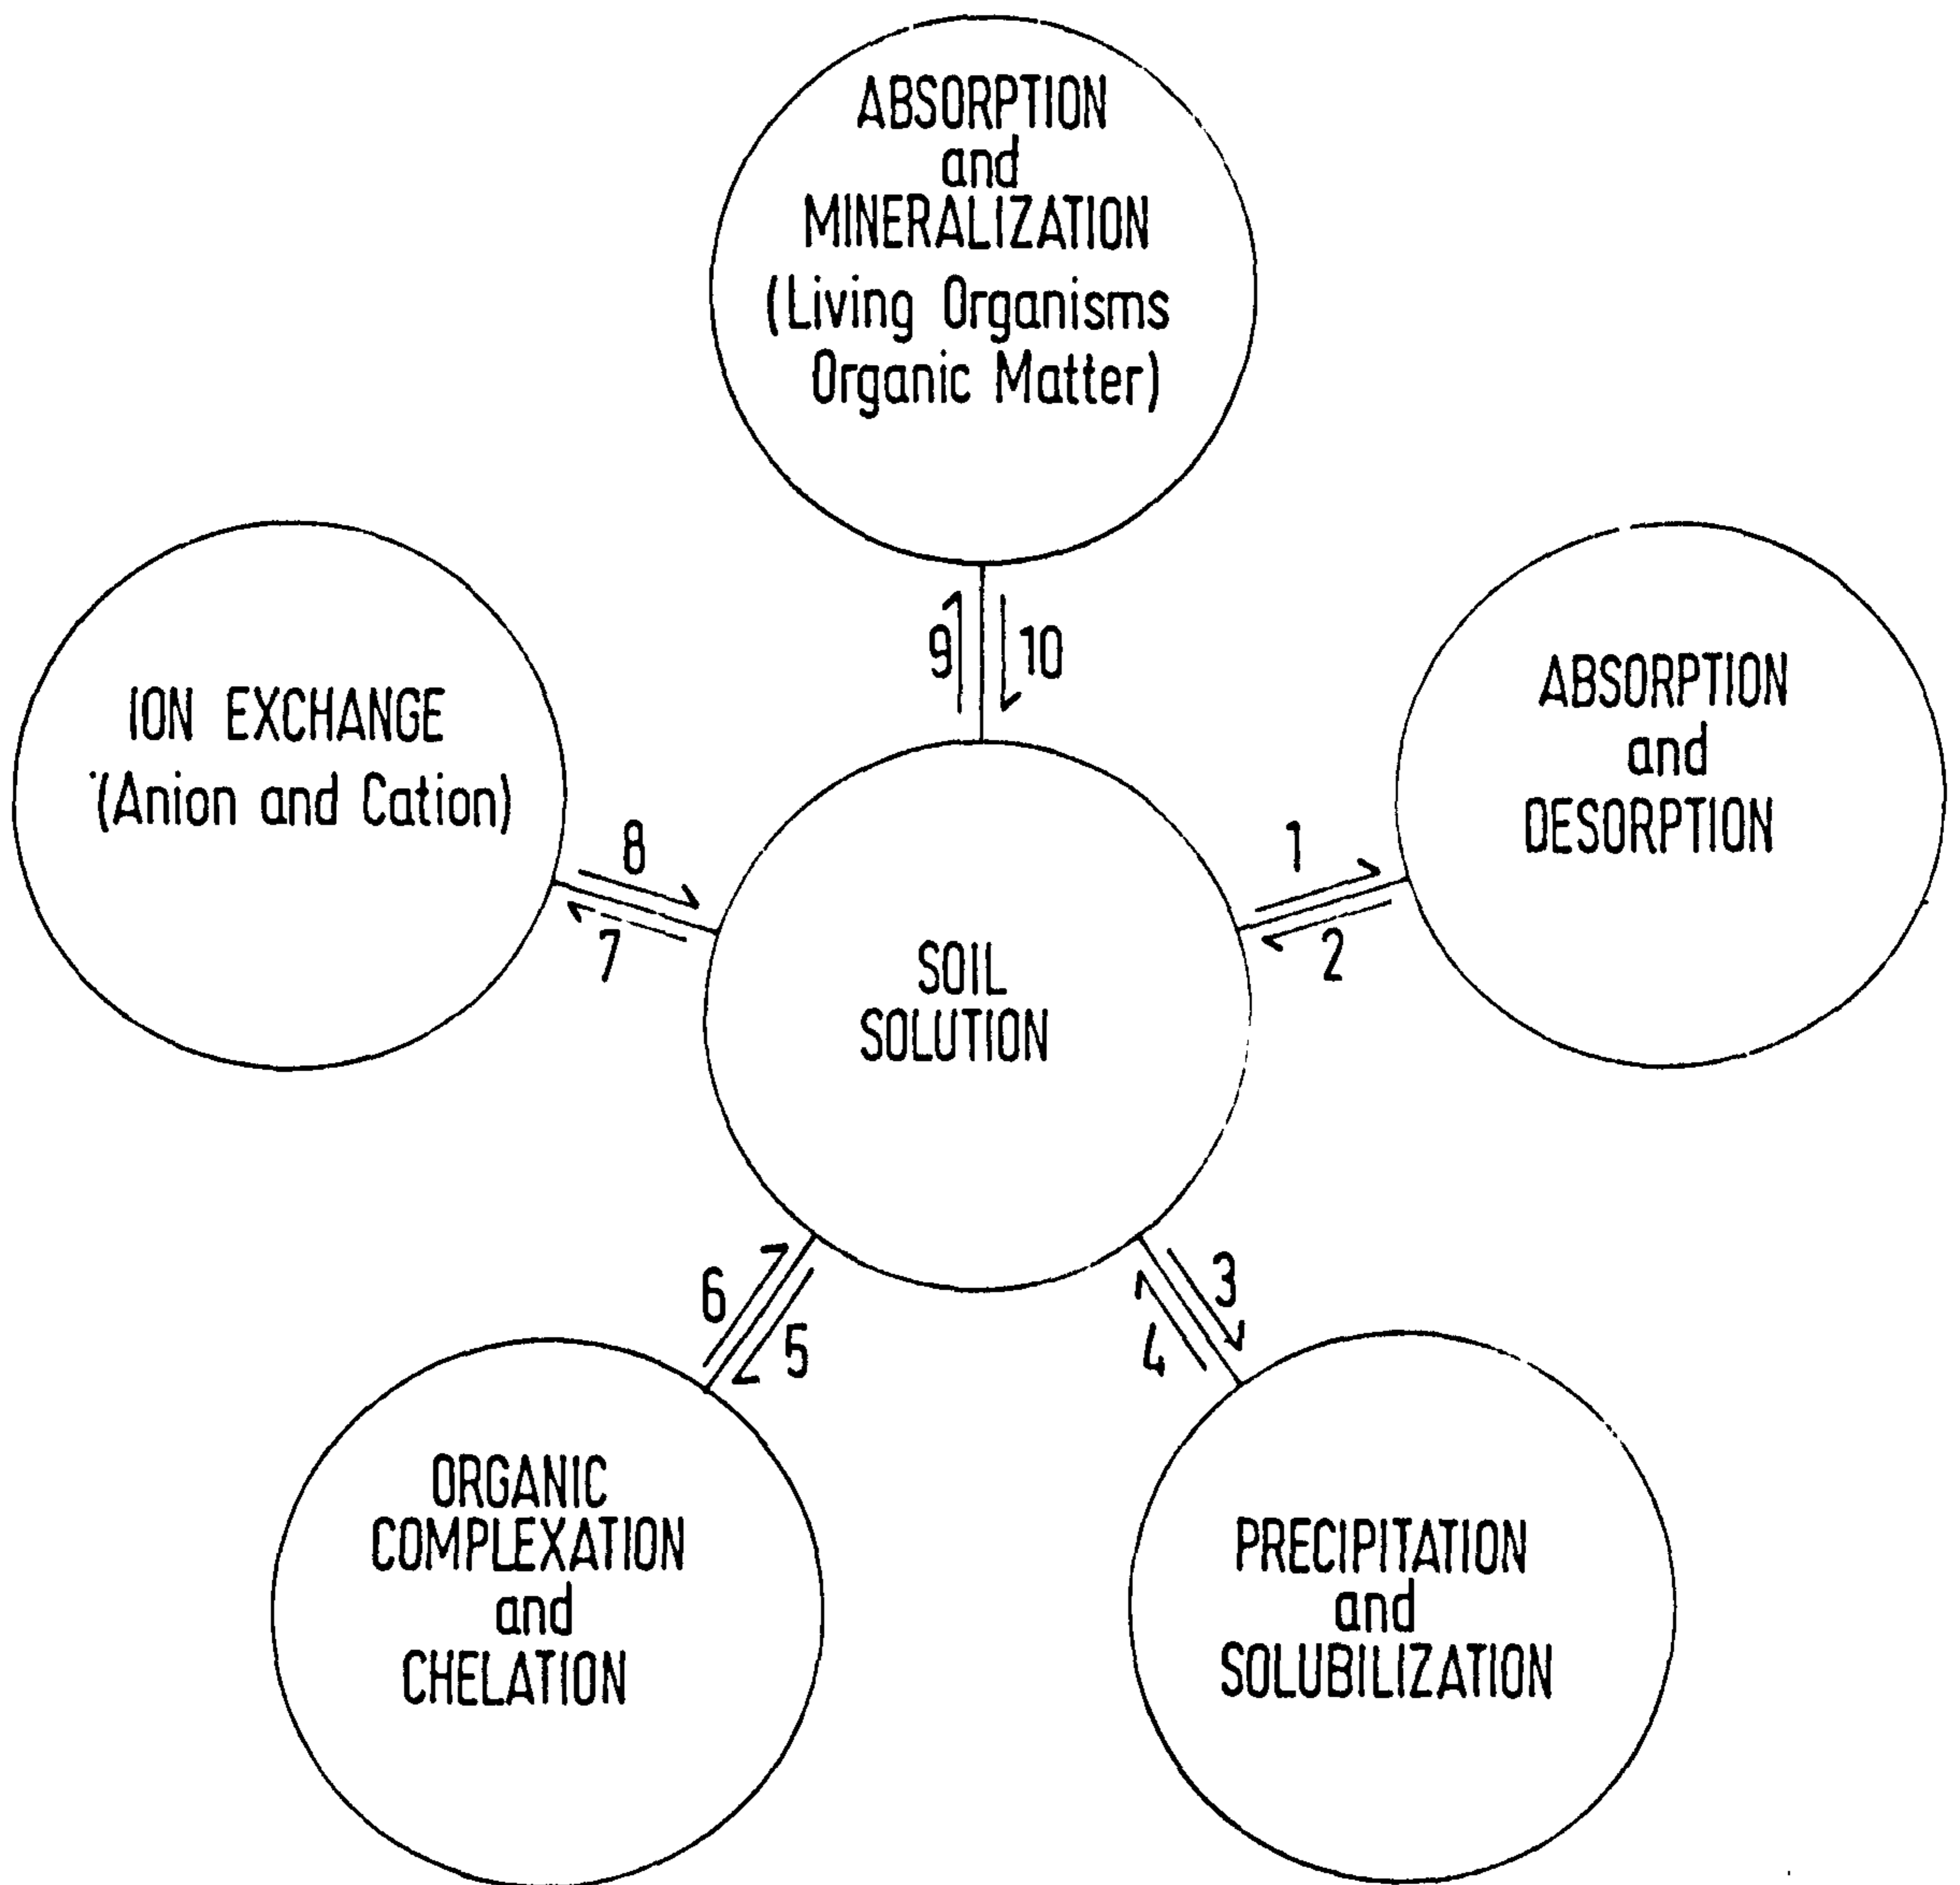 ABSORPTION
and
MINERALIZATION
(Living Organisms
Organic Matter)
9
10
ION EXCHANGE
(Anion and Cation)
8
7
ABSORPTION
and
DESORPTION
1
2
SOIL
SOLUTION
6
5
3
4
ORGANIC
COMPLEXATION
and
CHELATION
PRECIPITATION
and
SOLUBILIZATION